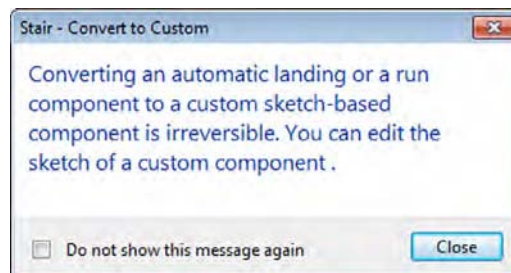 Stair - Convert to Custom
Converting an automatic landing or a run
component to a custom sketch-based
component is irreversible. You can edit the
sketch of a custom component .
Do not show this message again
Close